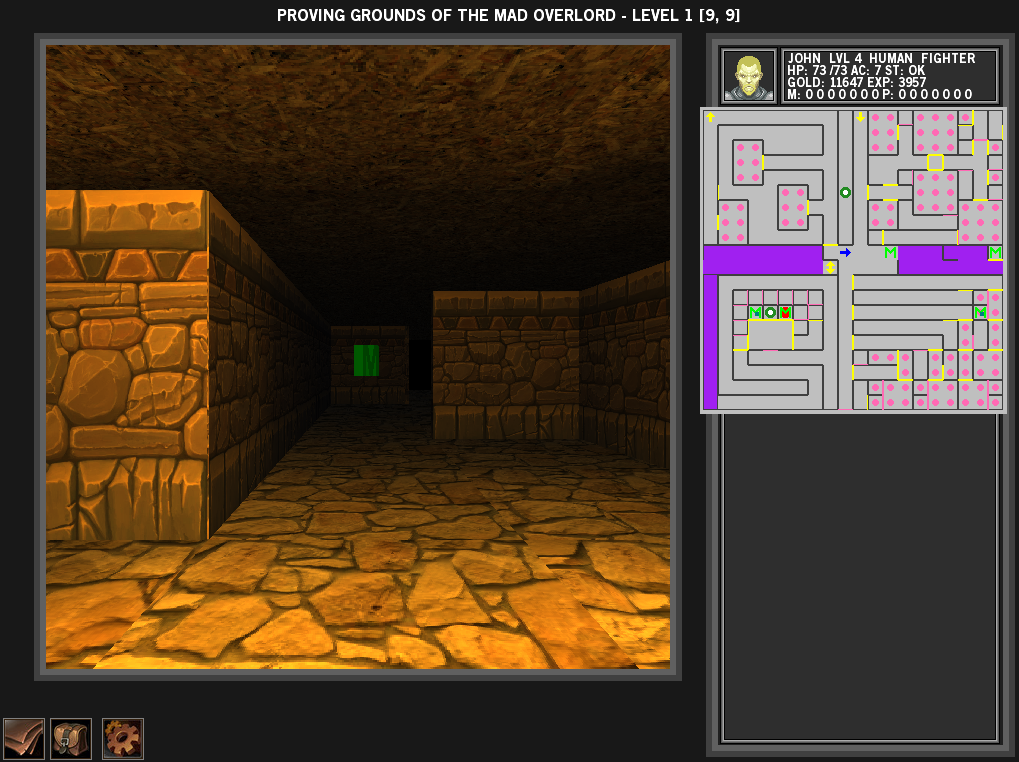 PROVING GROUNDS OF THE MAD OVERLORD - LEVEL 1 [9, 9]
JOHN LVL 4 HUMAN FIGHTER
HP: 73 /73 AC: 7 ST: OK
GOLD: 11647 EXP: 3957
M: 0 0 0 0 0 0 0 P: 0 0 0 0 0 0 0
M M
M M M